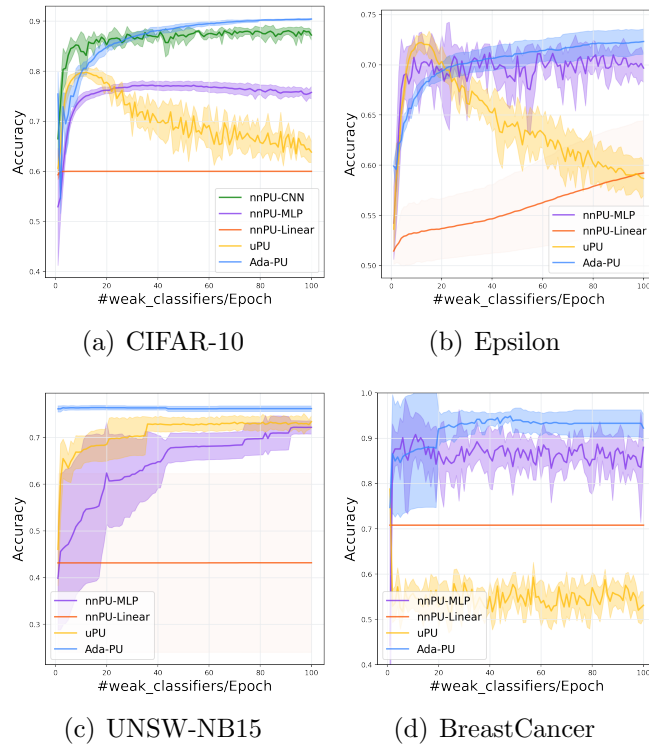 0.9
0.8
0.7
0.6
0.5
0.4
Accuracy
0 20 40 60 80 100
#weak_classifiers/Epoch
nnPU-CNN
nnPU-MLP
nnPU-Linear
uPU
Ada-PU
(a) CIFAR-10
0.75
0.70
0.65
0.60
0.55
0.50
Accuracy
0 20 40 60 80 100
#weak_classifiers/Epoch
nnPU-MLP
nnPU-Linear
uPU
Ada-PU
(b) Epsilon
0.7
0.6
0.5
0.4
0.3
Accuracy
0 20 40 60 80 100
#weak_classifiers/Epoch
nnPU-MLP
nnPU-Linear
uPU
Ada-PU
(c) UNSW-NB15
1.0
0.9
0.8
0.7
0.6
0.5
0.4
Accuracy
0 20 40 60 80 100
#weak_classifiers/Epoch
nnPU-MLP
nnPU-Linear
uPU
Ada-PU
(d) BreastCancer